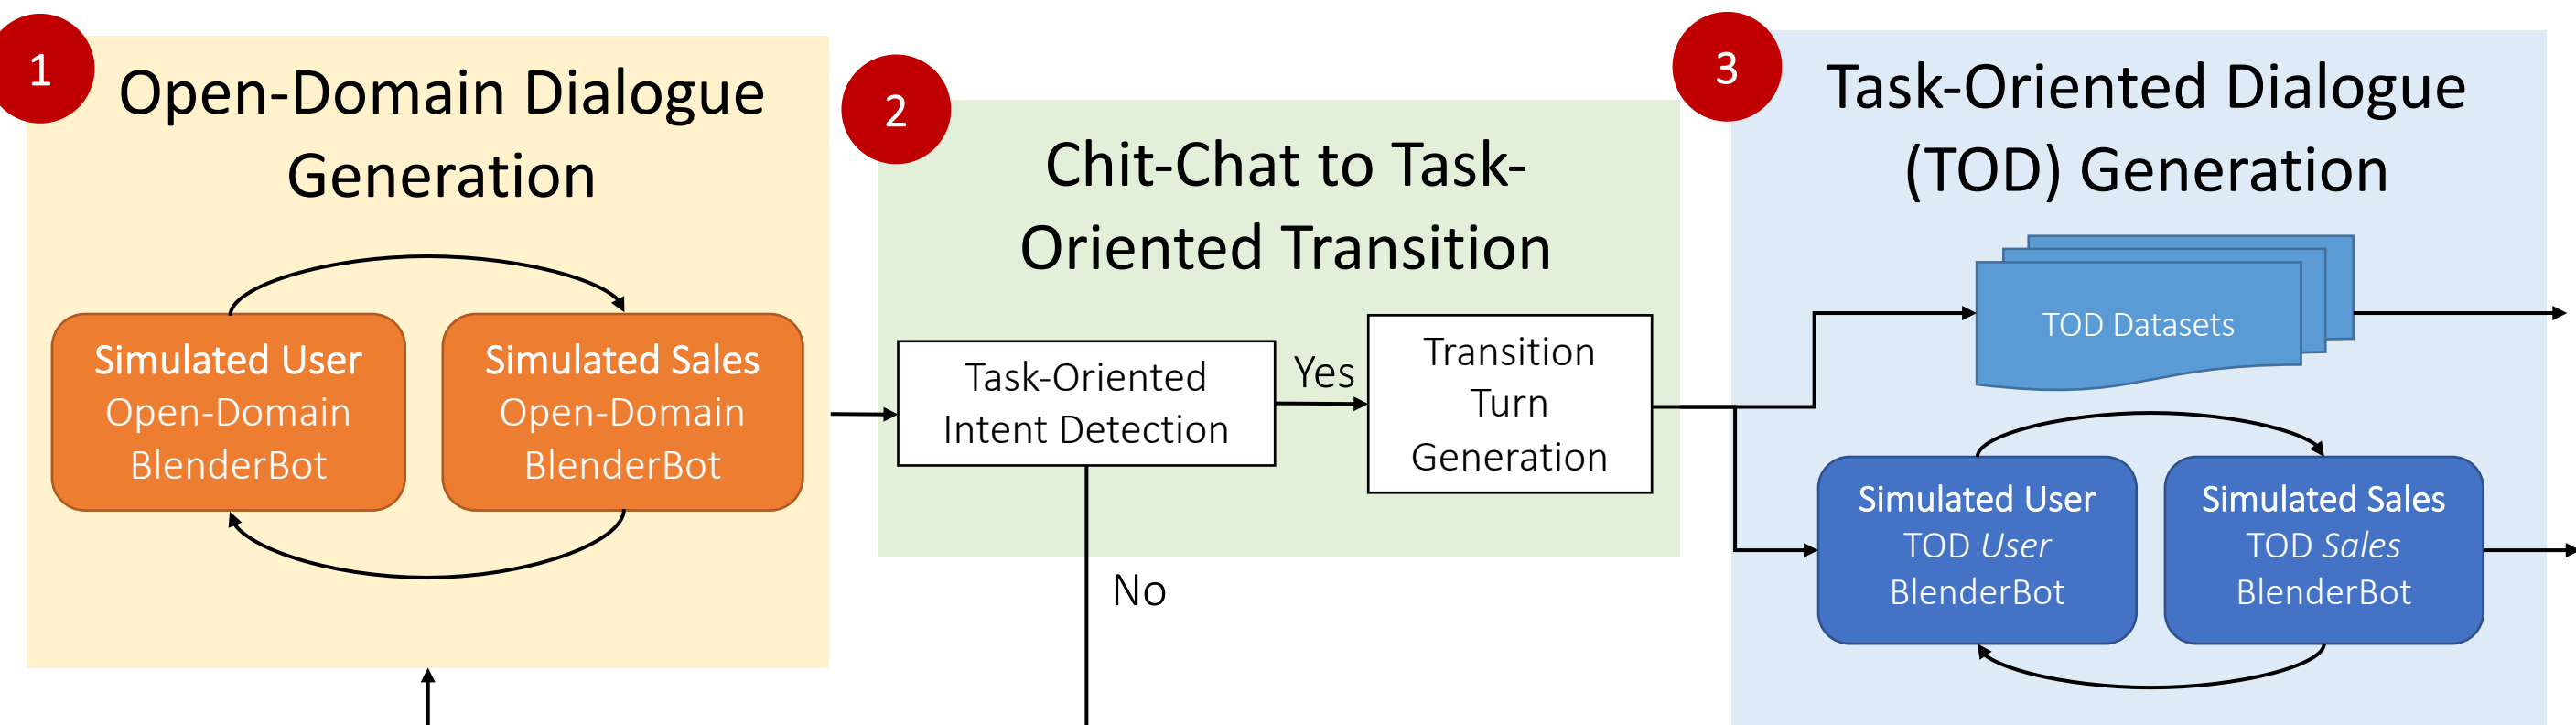 1
Open-Domain Dialogue
Generation
Simulated User
Open-Domain
BlenderBot
Simulated Sales
Open-Domain
BlenderBot
2
Chit-Chat to Task-
Oriented Transition
Task-Oriented
Intent Detection
Yes
Transition
Turn
Generation
No
3
Task-Oriented Dialogue
(TOD) Generation
TOD Datasets
Simulated User
TOD User
BlenderBot
Simulated Sales
TOD Sales
BlenderBot